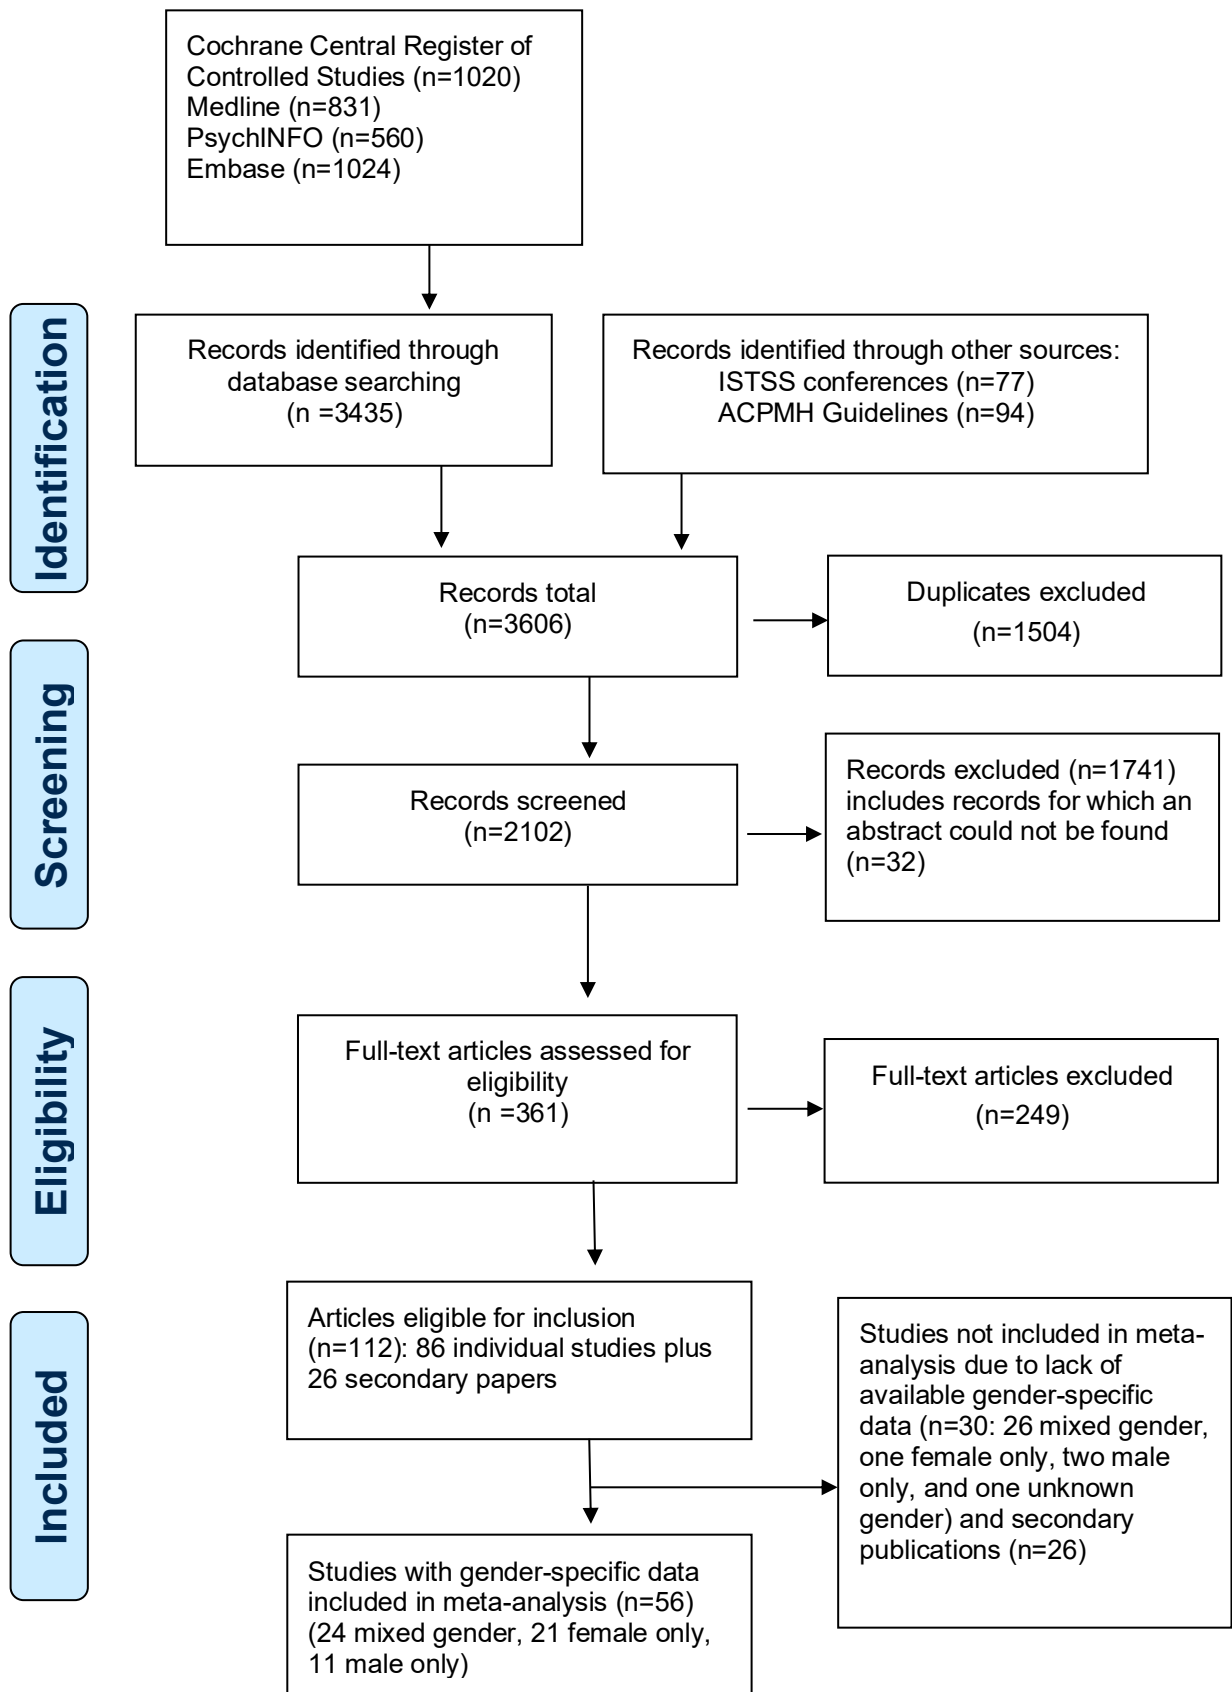 Cochrane Central Register of
Controlled Studies (n=1020)
Medline (n=831)
PsychINFO (n=560)
Embase (n=1024)
Identification
Records identified through
database searching
(n =3435)
Records identified through other sources:
ISTSS conferences (n=77)
ACPMH Guidelines (n=94)
Records total
(n=3606)
Duplicates excluded
(n=1504)
Screening
Records screened
(n=2102)
Records excluded (n=1741)
includes records for which an
abstract could not be found
(n=32)
Eligibility
Full-text articles assessed for
eligibility
(n =361)
Full-text articles excluded
(n=249)
Included
Articles eligible for inclusion
(n=112): 86 individual studies plus
26 secondary papers
Studies not included in meta-
analysis due to lack of
available gender-specific
data (n=30: 26 mixed gender,
one female only, two male
only, and one unknown
gender) and secondary
publications (n=26)
Studies with gender-specific data
included in meta-analysis (n=56)
(24 mixed gender, 21 female only,
11 male only)